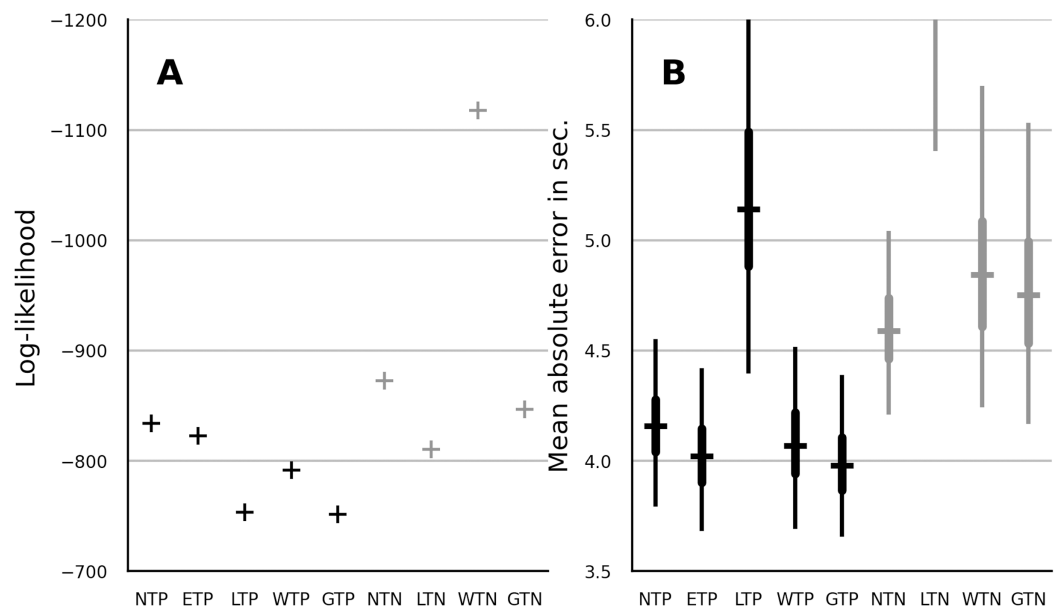 A
Log-likelihood
−1200
−1100
−1000
−900
−800
−700
NTP ETP LTP WTP GTP NTN LTN WTN GTN
B
Mean absolute error in sec.
6.0
5.5
5.0
4.5
4.0
3.5
NTP ETP LTP WTP GTP NTN LTN WTN GTN